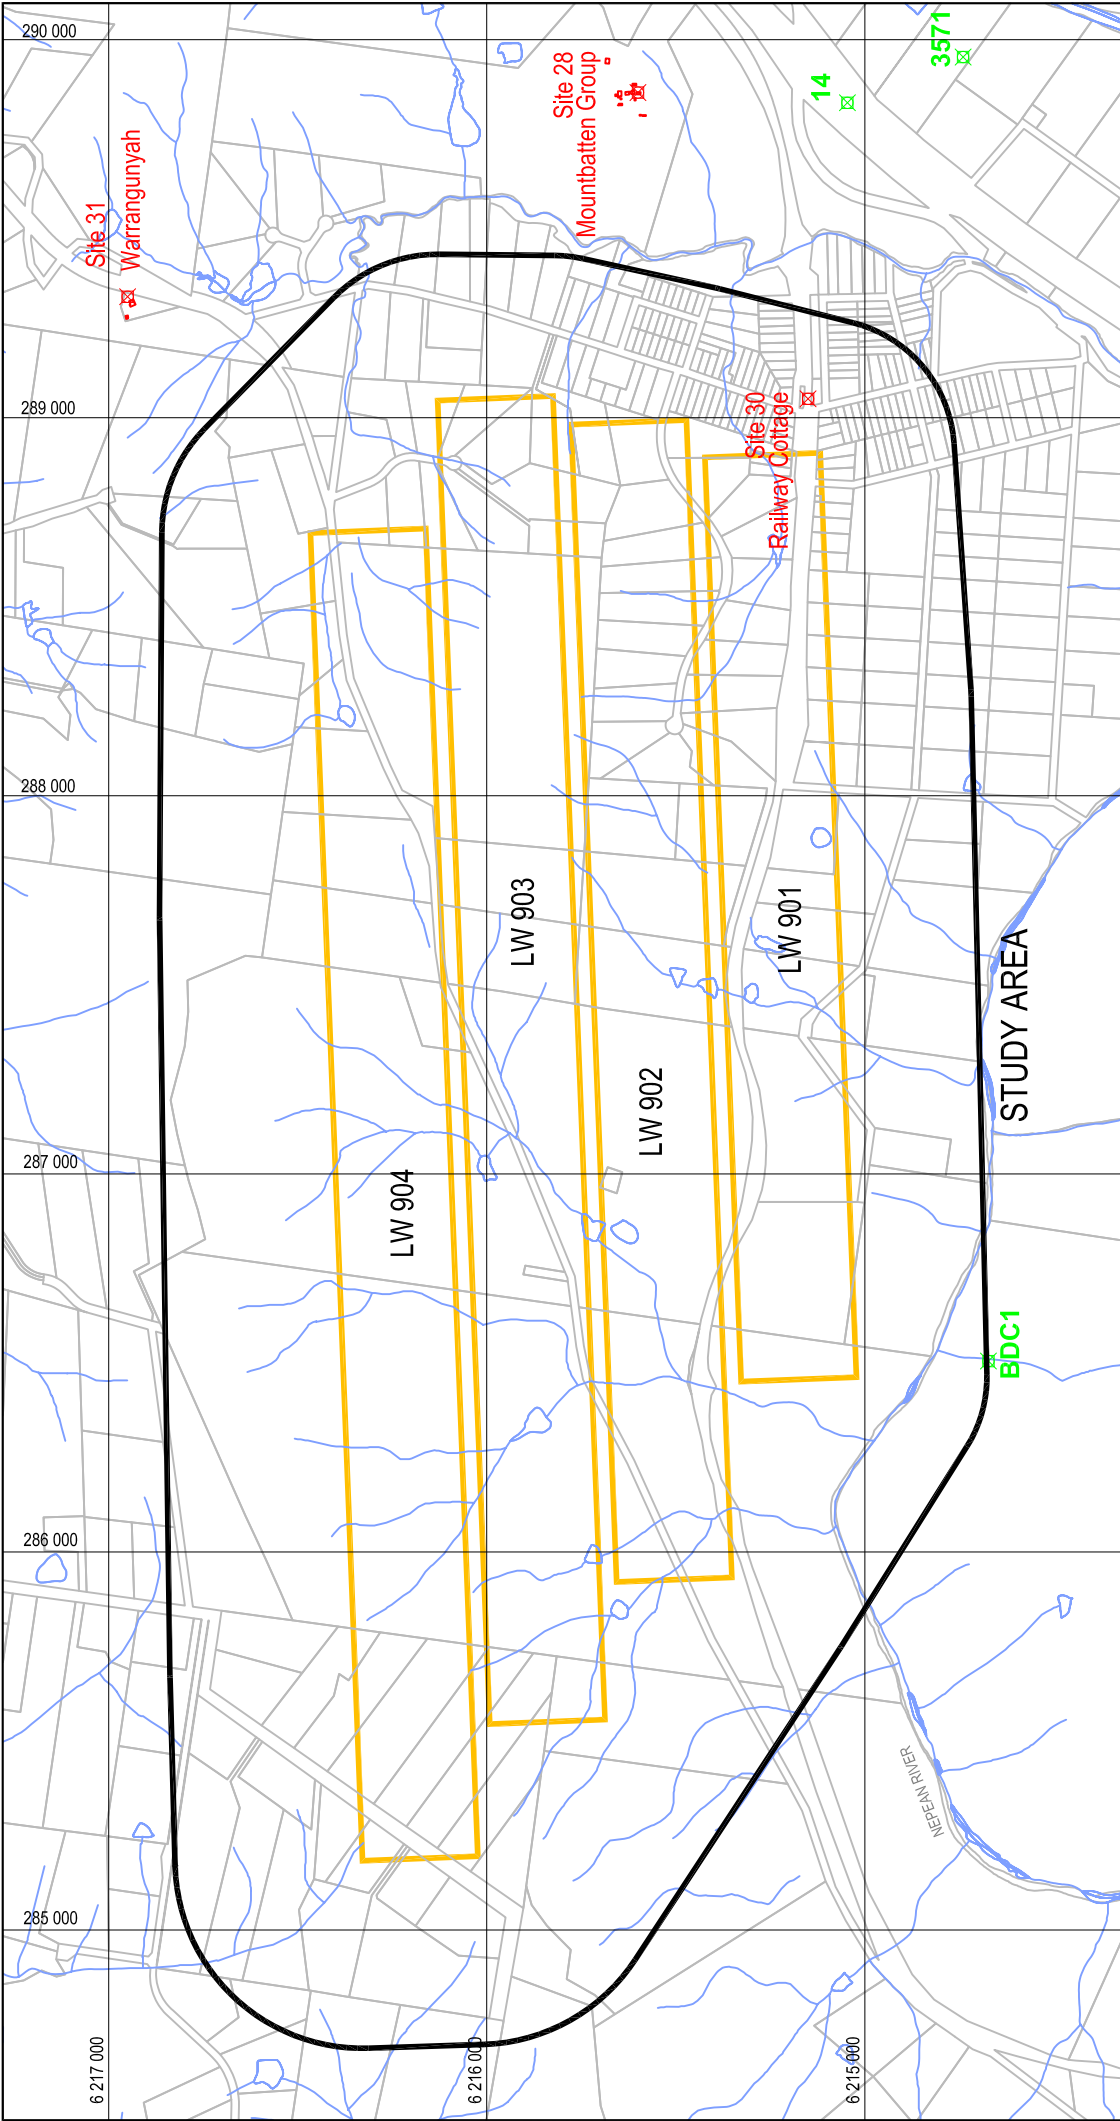 290 000
3571
14
Site 28
Mountbatten Group
Site 31
Warrangunyah
289 000
Site 30
Railway Cottage
288 000
LW 901
LW 903
STUDY AREA
LW 902
287 000
LW 904
BDC1
286 000
NEPEAN RIVER
285 000
6 217 000
6 216 000
6 215 000